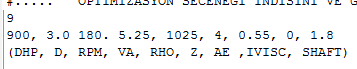 #..... OPTIMIZASYON SECENEGI INDISINI VE G
9
900, 3.0 180. 5.25, 1025, 4, 0.55, 0, 1.8
(DHP, D, RPM, VA, RHO, Z, AE ,IVISC, SHAFT)